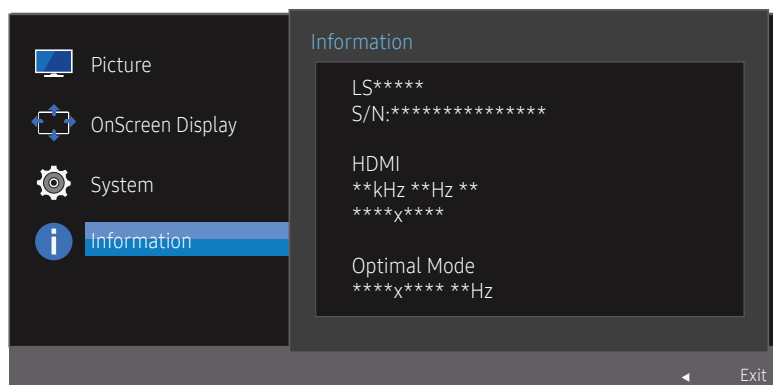 Picture
OnScreen Display
System
Information
Information
LS*****
S/N:***************
HDMI
**kHz **Hz **
****x****
Optimal Mode
****x**** **Hz
Exit